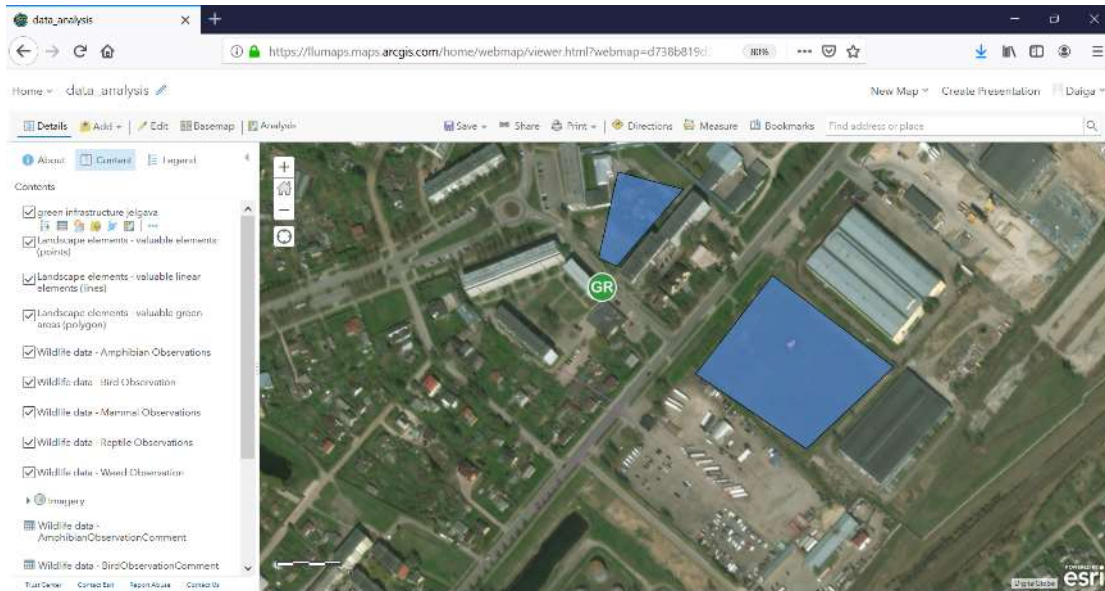 data_analysis
https://llumaps.maps.arcgis.com/home/webmap/viewer.html?webmap=d738b819d
80%
Home data_analysis
New Map Create Presentation Daiga
Details Add Edit Basemap Analysis
Save Share Print Directions Measure Bookmarks Find address or place
About Content Legend
Contents
green infrastructure jelgava
Landscape elements - valuable elements
(points)
Landscape elements - valuable linear
elements (lines)
Landscape elements - valuable green
areas (polygon)
Wildlife data - Amphibian Observations
Wildlife data - Bird Observation
Wildlife data - Mammal Observations
Wildlife data - Reptile Observations
Wildlife data - Weed Observation
Imagery
Wildlife data -
AmphibianObservationComment
Wildlife data - BirdObservationComment
Trust Center Contact Esri Report Abuse Contact Us
GR
POWERED BY
esri